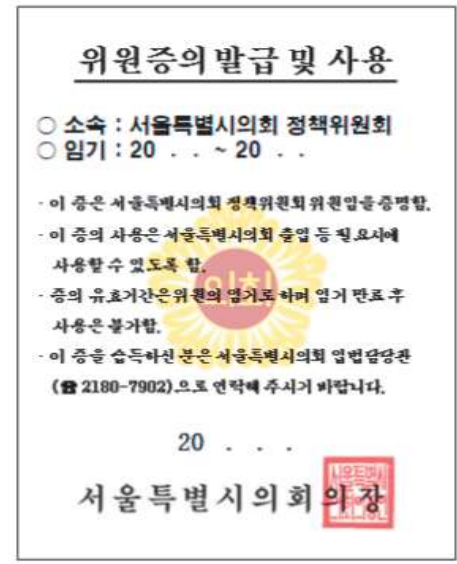 위원증의 발급 및 사용
○ 소속 : 서울특별시의회 정책위원회
○ 임기 : 20 . . ~ 20 . .
- 이 증은 서울특별시의회 정책위원회 위원임을 증명함.
- 이 증의 사용은 서울특별시의회 출입 등 필요시에
사용할 수 있도록 함.
의회
- 증의 유효기간은 위원의 임기로 하며 임기 만료 후
사용은 불가함.
- 이 증을 습득하신 분은 서울특별시의회 입법담당관
(☎ 2180-7902)으로 연락해 주시기 바랍니다.
20 . . .
서울특별시의회의장